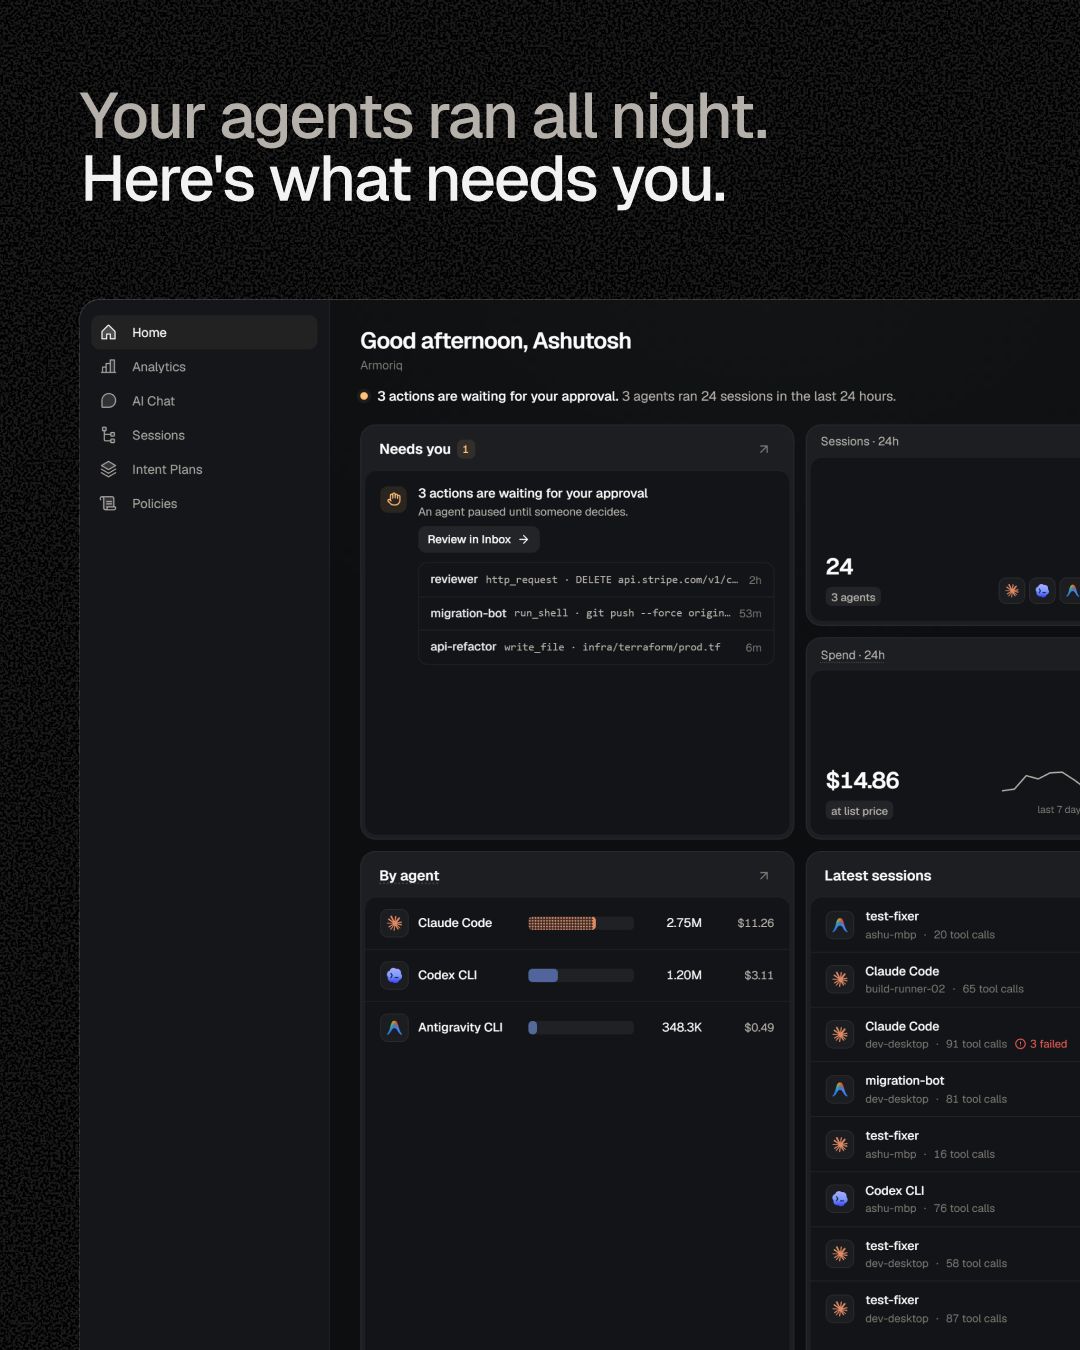 Your agents ran all night.
Here's what needs you.
Home
Analytics
AI Chat
Sessions
Intent Plans
Policies
Good afternoon, Ashutosh
Armoriq
3 actions are waiting for your approval. 3 agents ran 24 sessions in the last 24 hours.
Needs you 1
3 actions are waiting for your approval
An agent paused until someone decides.
Review in Inbox →
reviewer http_request · DELETE api.stripe.com/v1/c… 2h
migration-bot run_shell · git push --force origin… 53m
api-refactor write_file · infra/terraform/prod.tf 6m
Sessions · 24h
24
3 agents
Spend · 24h
$14.86
at list price
last 7 day
By agent
Claude Code 2.75M $11.26
Codex CLI 1.20M $3.11
Antigravity CLI 348.3K $0.49
Latest sessions
test-fixer
ashu-mbp · 20 tool calls
Claude Code
build-runner-02 · 65 tool calls
Claude Code
dev-desktop · 91 tool calls 3 failed
migration-bot
dev-desktop · 81 tool calls
test-fixer
ashu-mbp · 16 tool calls
Codex CLI
ashu-mbp · 76 tool calls
test-fixer
dev-desktop · 58 tool calls
test-fixer
dev-desktop · 87 tool calls